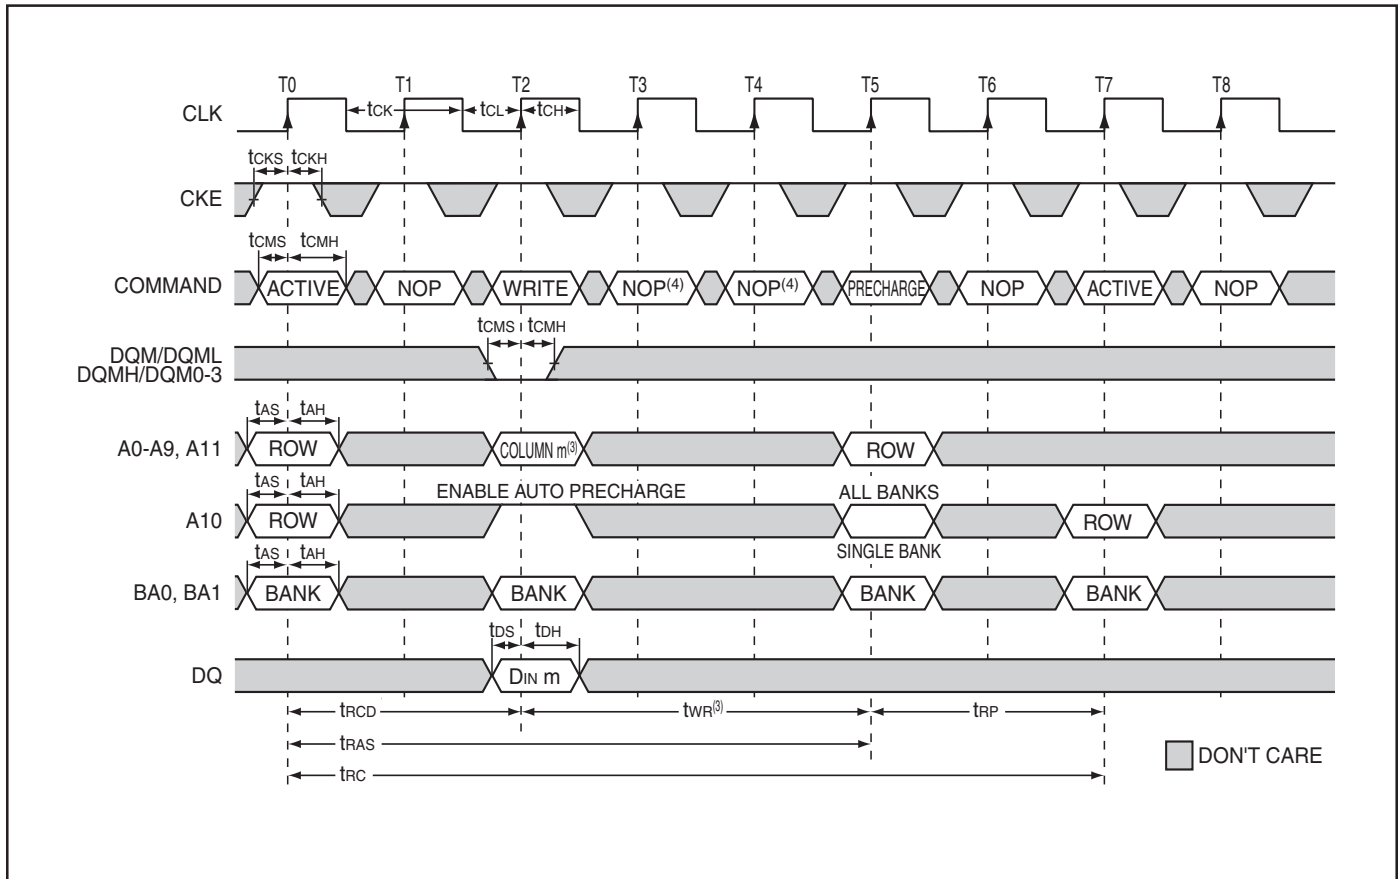 T0 T1 T2 T3 T4 T5 T6 T7 T8
CLK tCK tCL tCH
tCKS tCKH
CKE
tCMS tCMH
COMMAND ACTIVE NOP WRITE NOP(4) NOP(4) PRECHARGE NOP ACTIVE NOP
tCMS tCMH
DQM/DQML
DQMH/DQM0-3
tAS tAH
A0-A9, A11 ROW COLUMN m(3) ROW
tAS tAH ENABLE AUTO PRECHARGE ALL BANKS
A10 ROW ROW
tAS tAH SINGLE BANK
BA0, BA1 BANK BANK BANK BANK
tDS tDH
DQ DIN m
tRCD tWR(3) tRP
tRAS
DON'T CARE
tRC